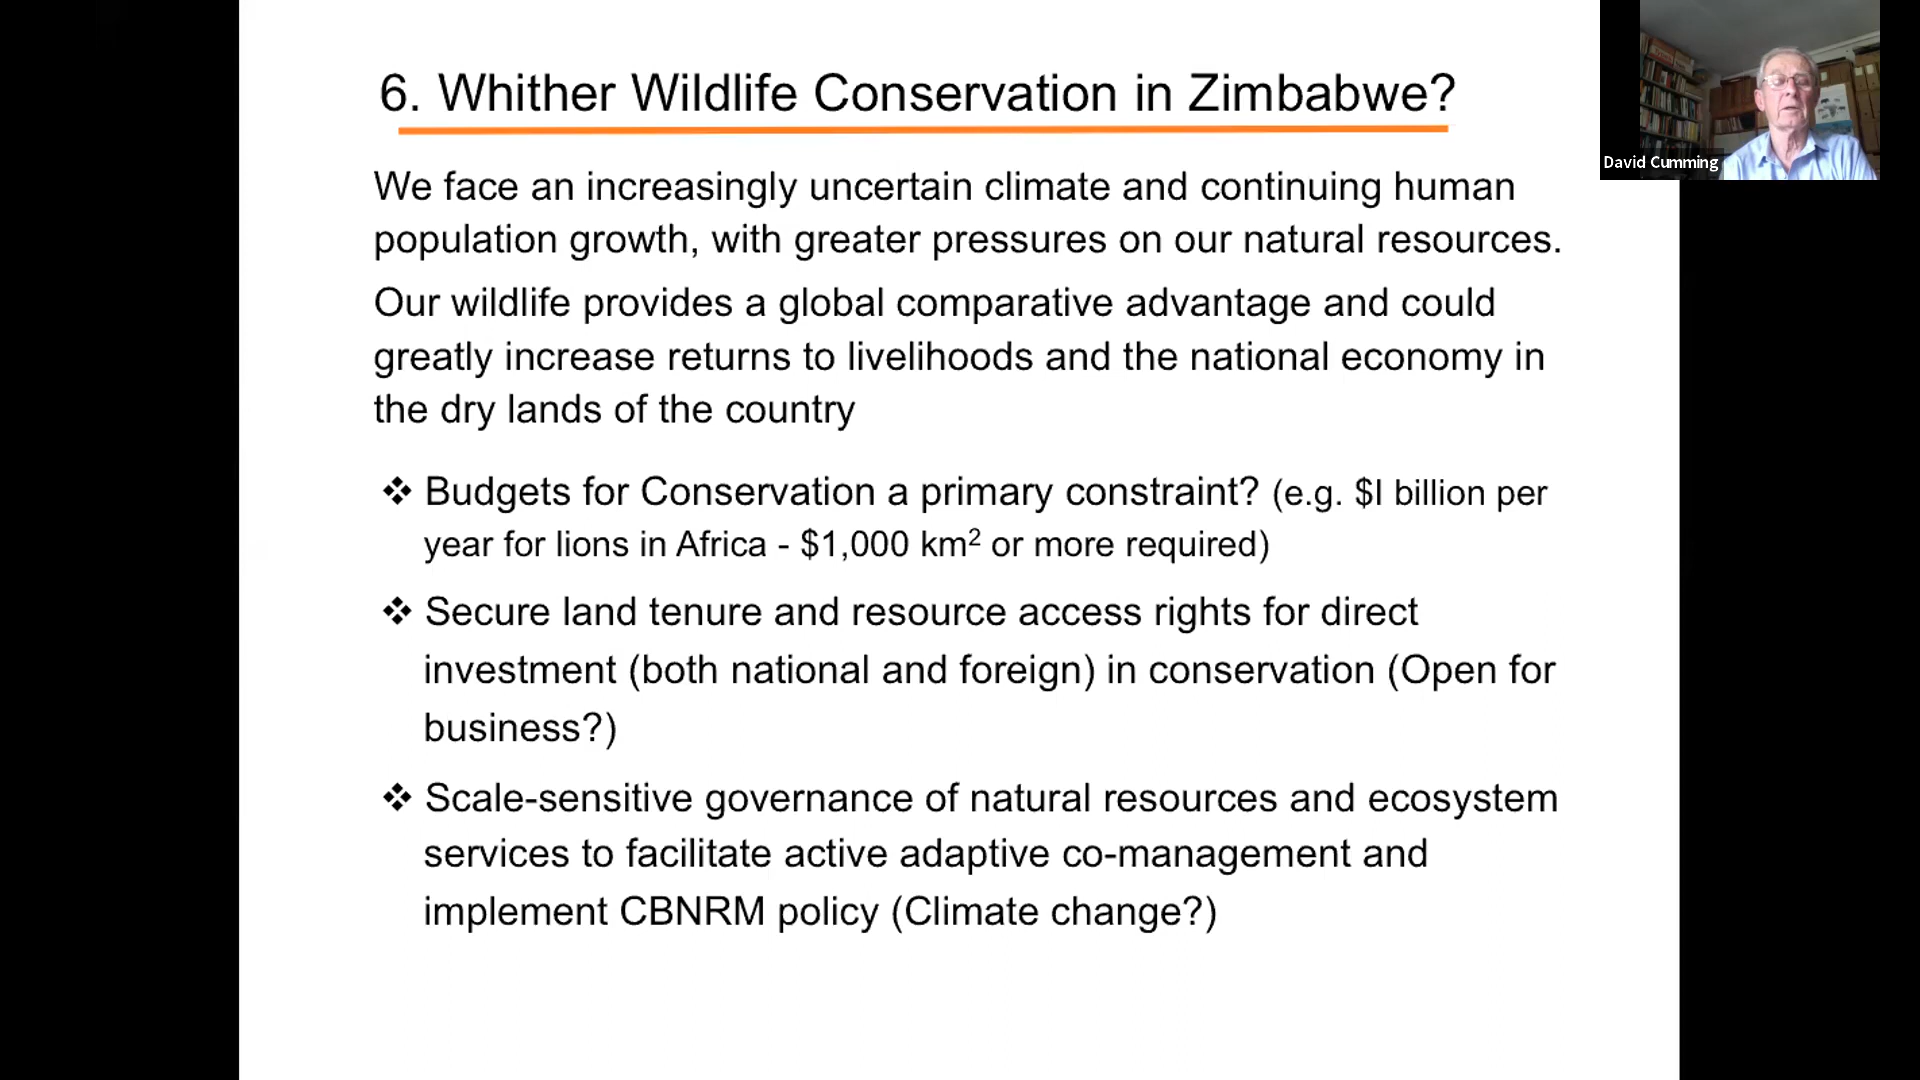 6. Whither Wildlife Conservation in Zimbabwe?
We face an increasingly uncertain climate and continuing human
population growth, with greater pressures on our natural resources.
Our wildlife provides a global comparative advantage and could
greatly increase returns to livelihoods and the national economy in
the dry lands of the country
❖ Budgets for Conservation a primary constraint? (e.g. $I billion per
year for lions in Africa - $1,000 km² or more required)
❖ Secure land tenure and resource access rights for direct
investment (both national and foreign) in conservation (Open for
business?)
❖ Scale-sensitive governance of natural resources and ecosystem
services to facilitate active adaptive co-management and
implement CBNRM policy (Climate change?)
David Cumming